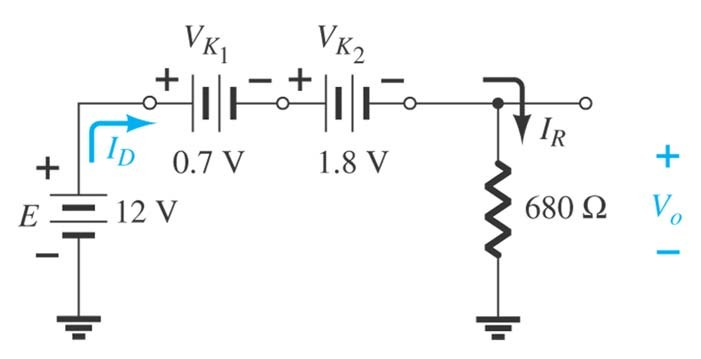 V_K1 V_K2
+ − + −
I_D 0.7 V 1.8 V I_R
+ +
E 12 V 680 Ω V_o
− −